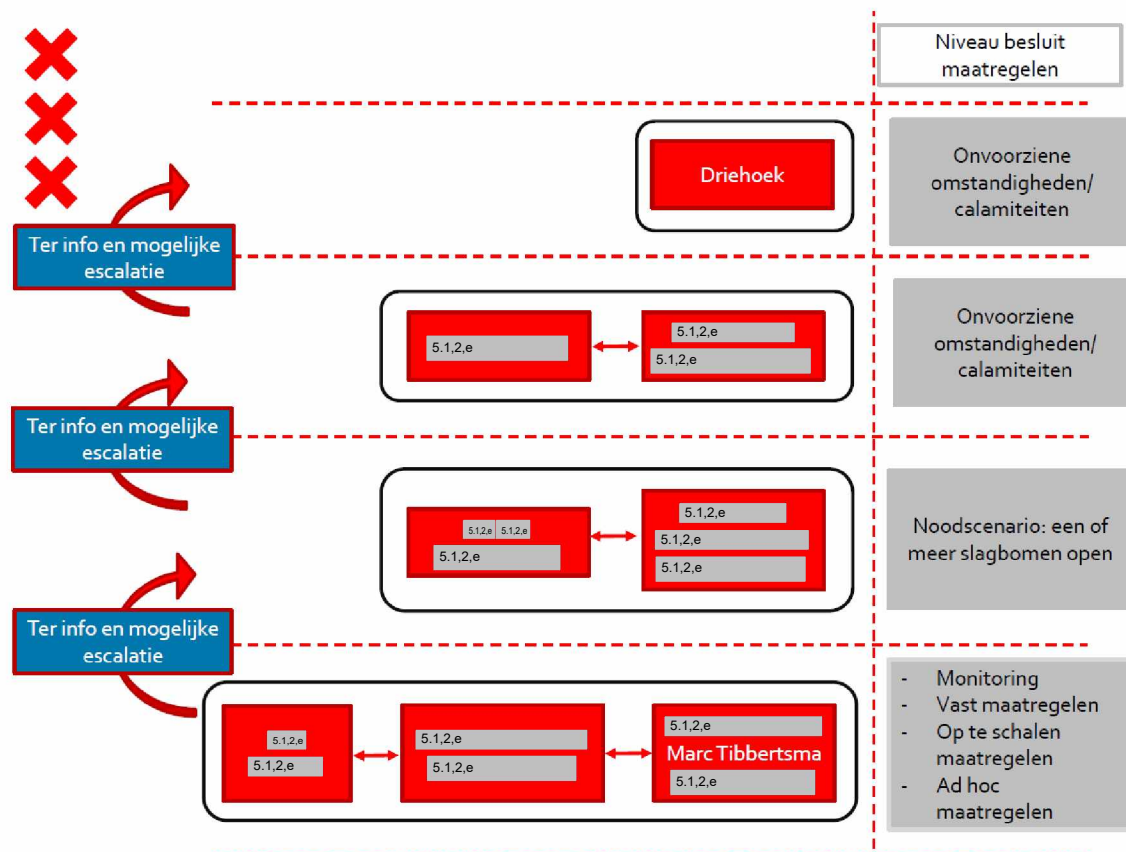 Niveau besluit
maatregelen
Driehoek
Onvoorziene
omstandigheden/
calamiteiten
Ter info en mogelijke
escalatie
5.1,2,e
5.1,2,e
5.1,2,e
Onvoorziene
omstandigheden/
calamiteiten
Ter info en mogelijke
escalatie
5.1,2,e 5.1,2,e
5.1,2,e
5.1,2,e
5.1,2,e
5.1,2,e
Noodscenario: een of
meer slagbomen open
Ter info en mogelijke
escalatie
5.1,2,e
5.1,2,e
5.1,2,e
5.1,2,e
5.1,2,e
Marc Tibbertsma
5.1,2,e
- Monitoring
- Vast maatregelen
- Op te schalen
maatregelen
- Ad hoc
maatregelen